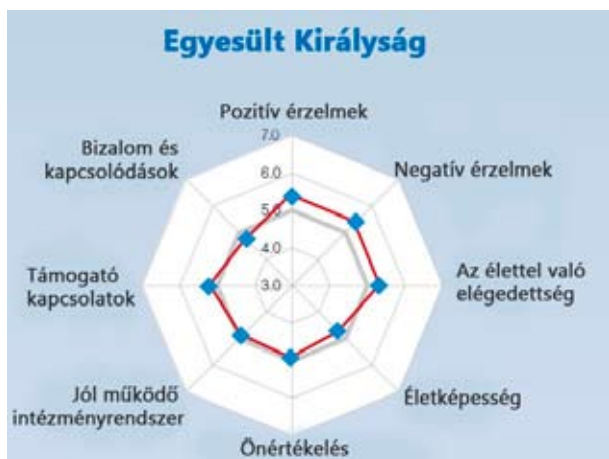 Egyesült Királyság
Pozitív érzelmek
7.0
Bizalom és
kapcsolódások
Negatív érzelmek
6.0
5.0
4.0
3.0
Támogató
kapcsolatok
Az élettel való
elégedettség
Jól működő
intézményrendszer
Életképesség
Önértékelés